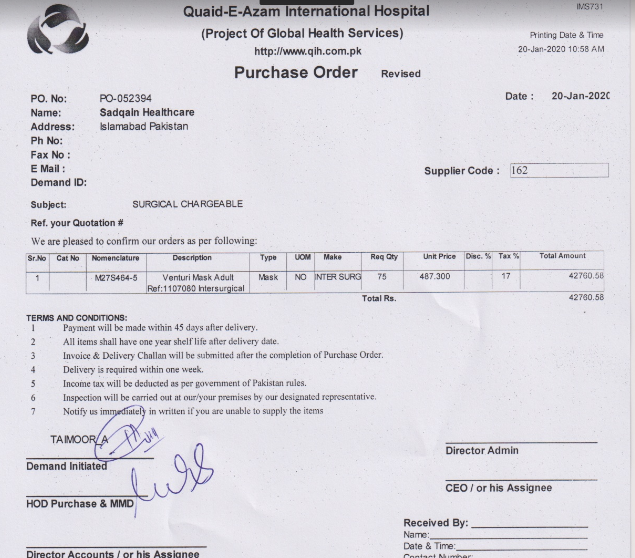 IMS731
Quaid-E-Azam International Hospital
(Project Of Global Health Services)
http://www.qih.com.pk
Printing Date & Time
20-Jan-2020 10:58 AM
Purchase Order Revised
PO. No: PO-052394
Date : 20-Jan-2020
Name: Sadqain Healthcare
Address: Islamabad Pakistan
Ph No:
Fax No :
E Mail :
Supplier Code : 162
Demand ID:
Subject: SURGICAL CHARGEABLE
Ref. your Quotation #
We are pleased to confirm our orders as per following:
Sr.No Cat No Nomenclature Description Type UOM Make Req Qty Unit Price Disc. % Tax % Total Amount
1 M27S464-5 Venturi Mask Adult Mask NO INTER SURG 75 487.300 17 42760.58
Ref:1107080 Intersurgical
Total Rs. 42760.58
TERMS AND CONDITIONS:
1 Payment will be made within 45 days after delivery.
2 All items shall have one year shelf life after delivery date.
3 Invoice & Delivery Challan will be submitted after the completion of Purchase Order.
4 Delivery is required within one week.
5 Income tax will be deducted as per government of Pakistan rules.
6 Inspection will be carried out at our/your premises by our designated representative.
7 Notify us immediately in written if you are unable to supply the items
TAIMOOR A
Demand Initiated
Director Admin
CEO / or his Assignee
HOD Purchase & MMD
Received By:
Name:
Date & Time:
Contact Number:
Director Accounts / or his Assignee